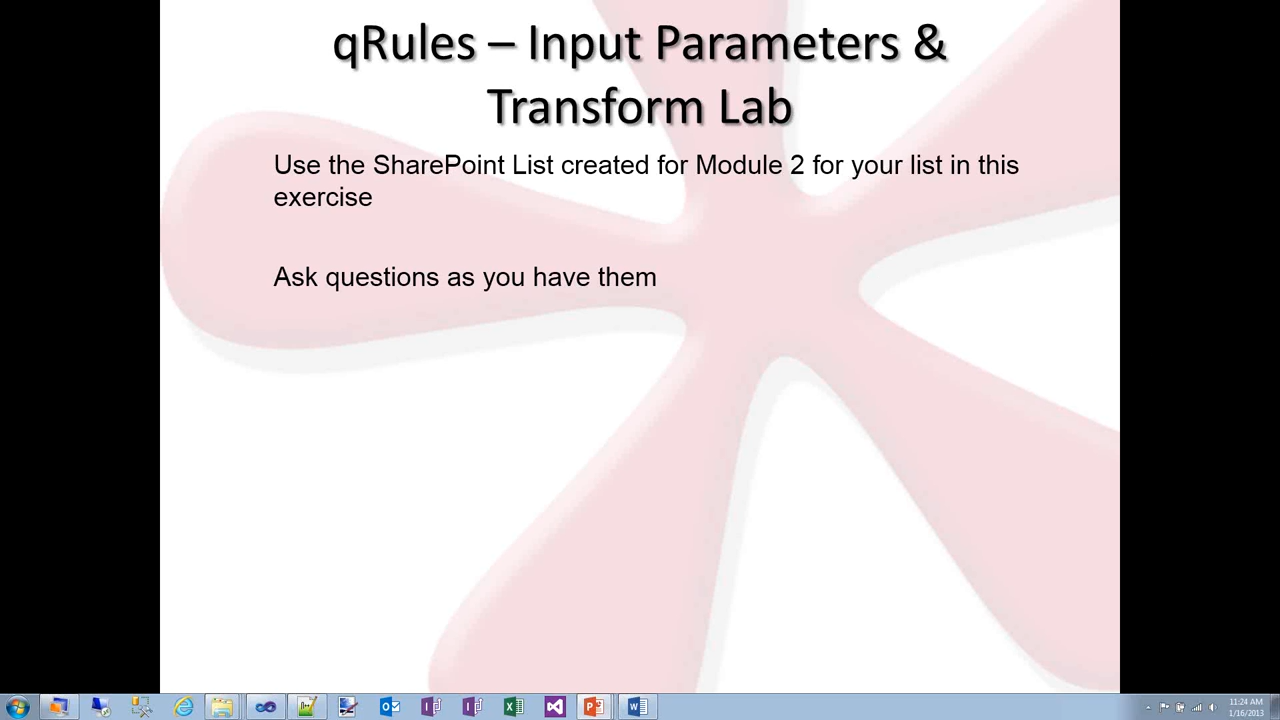 qRules – Input Parameters &
Transform Lab
Use the SharePoint List created for Module 2 for your list in this
exercise
Ask questions as you have them
11:24 AM
1/16/2013